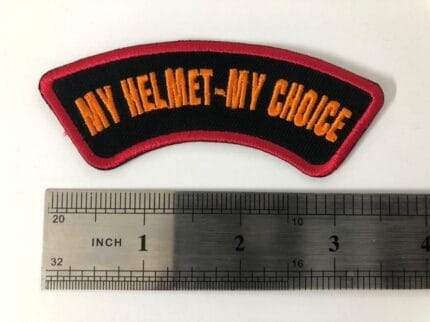 MY HELMET-MY CHOICE
20 10
INCH 1 2 3 4
32 16